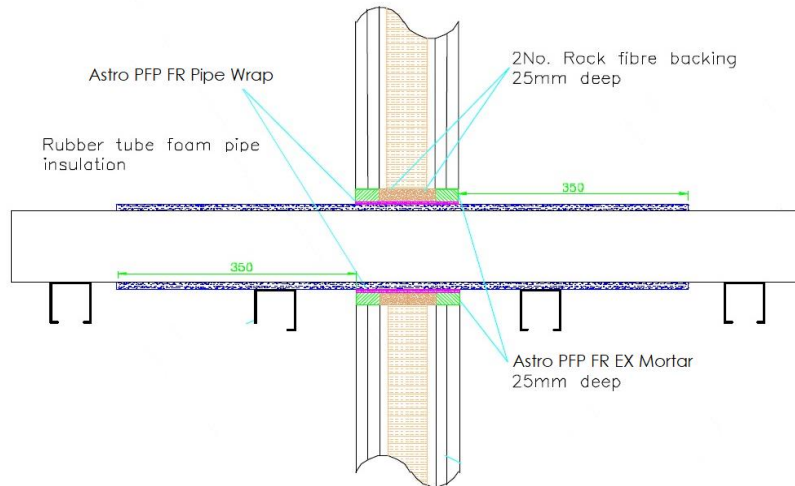 Astro PFP FR Pipe Wrap
2No. Rock fibre backing
25mm deep
Rubber tube foam pipe
insulation
350
350
Astro PFP FR EX Mortar
25mm deep